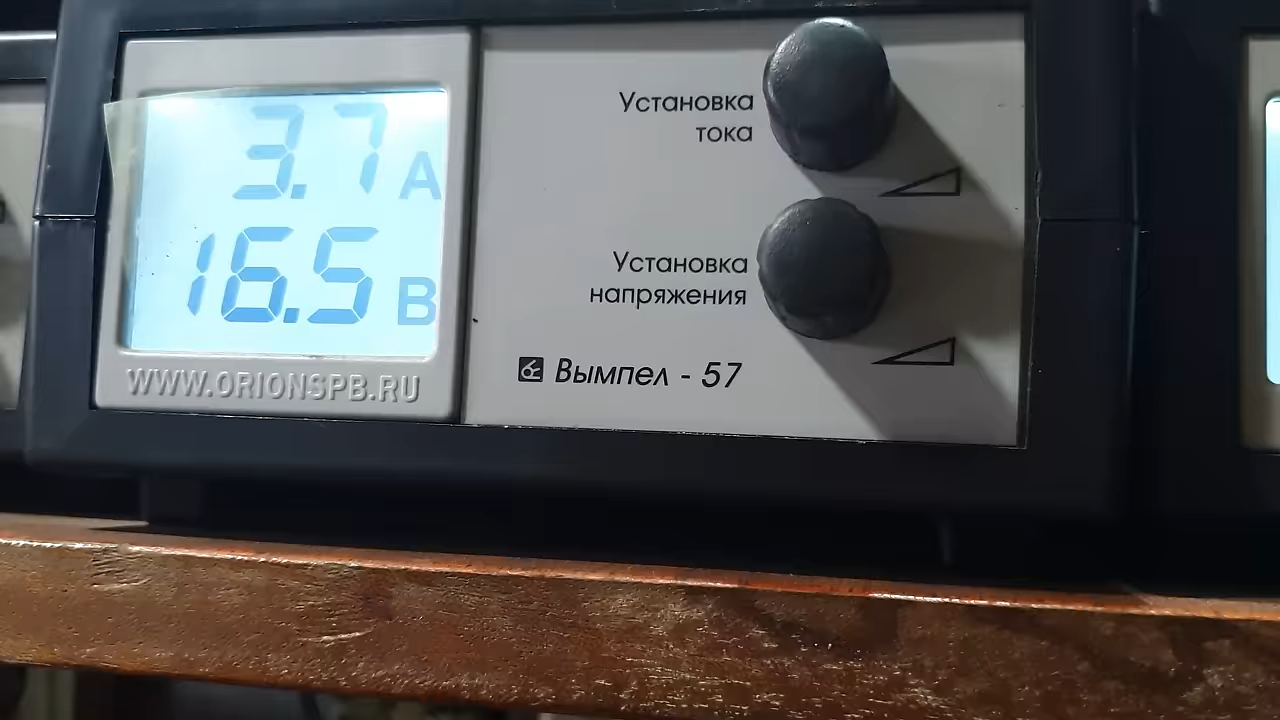 3.7 А
16.5 В
WWW.ORIONSPB.RU
Установка
тока
Установка
напряжения
Вымпел - 57